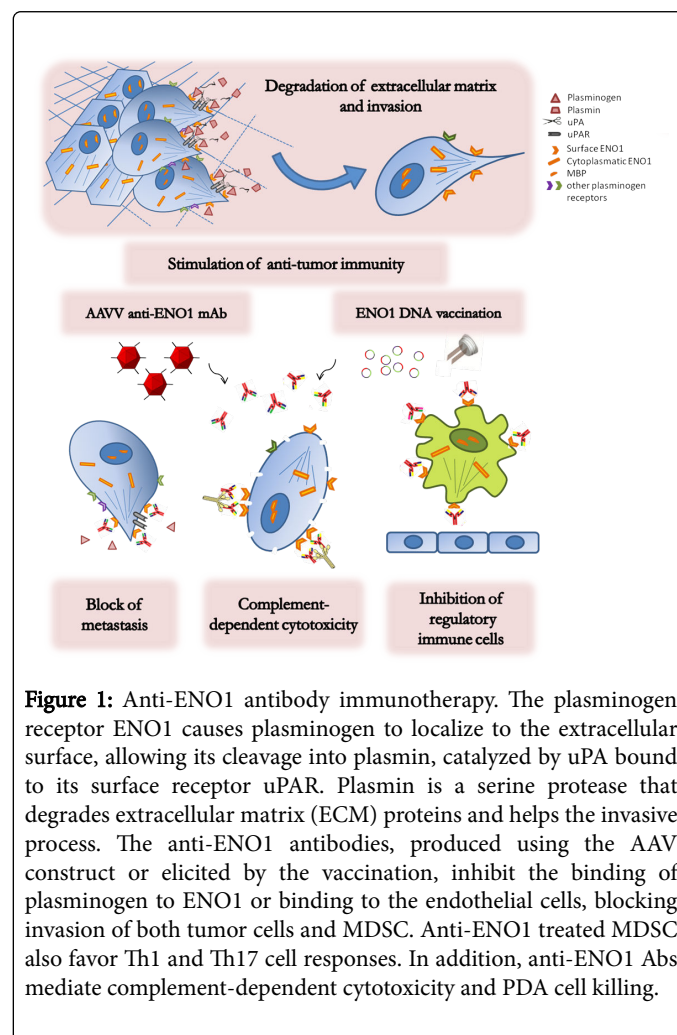 Degradation of extracellular matrix
and invasion
Plasminogen
Plasmin
uPA
uPAR
Surface ENO1
Cytoplasmatic ENO1
MBP
other plasminogen
receptors
Stimulation of anti-tumor immunity
AAVV anti-ENO1 mAb
ENO1 DNA vaccination
Block of
metastasis
Complement-
dependent cytotoxicity
Inhibition of
regulatory
immune cells
Figure 1: Anti-ENO1 antibody immunotherapy. The plasminogen
receptor ENO1 causes plasminogen to localize to the extracellular
surface, allowing its cleavage into plasmin, catalyzed by uPA bound
to its surface receptor uPAR. Plasmin is a serine protease that
degrades extracellular matrix (ECM) proteins and helps the invasive
process. The anti-ENO1 antibodies, produced using the AAV
construct or elicited by the vaccination, inhibit the binding of
plasminogen to ENO1 or binding to the endothelial cells, blocking
invasion of both tumor cells and MDSC. Anti-ENO1 treated MDSC
also favor Th1 and Th17 cell responses. In addition, anti-ENO1 Abs
mediate complement-dependent cytotoxicity and PDA cell killing.